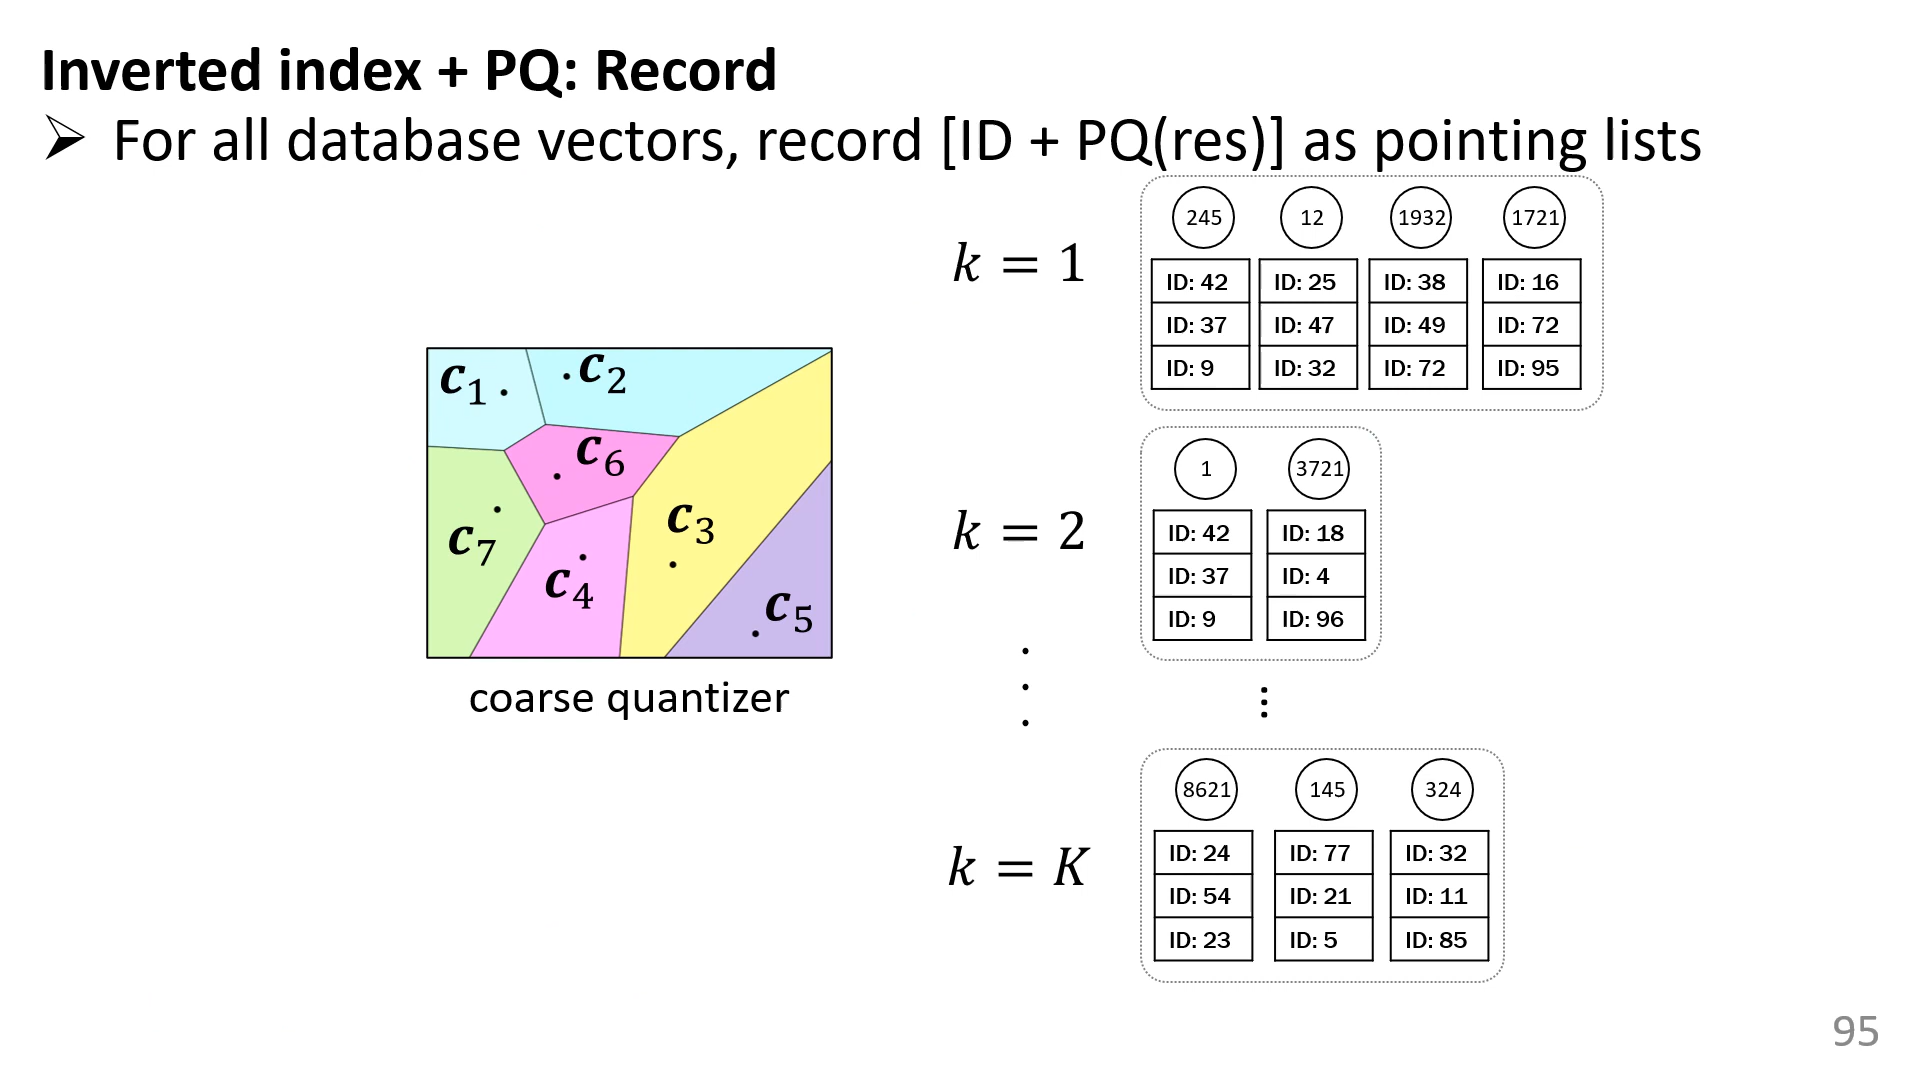 Inverted index + PQ: Record
➢ For all database vectors, record [ID + PQ(res)] as pointing lists
k = 1
245 12 1932 1721
ID: 42 ID: 25 ID: 38 ID: 16
ID: 37 ID: 47 ID: 49 ID: 72
ID: 9 ID: 32 ID: 72 ID: 95
c₁ c₂
c₆
c₃
c₇
c₄
c₅
coarse quantizer
k = 2
1 3721
ID: 42 ID: 18
ID: 37 ID: 4
ID: 9 ID: 96
k = K
8621 145 324
ID: 24 ID: 77 ID: 32
ID: 54 ID: 21 ID: 11
ID: 23 ID: 5 ID: 85
95